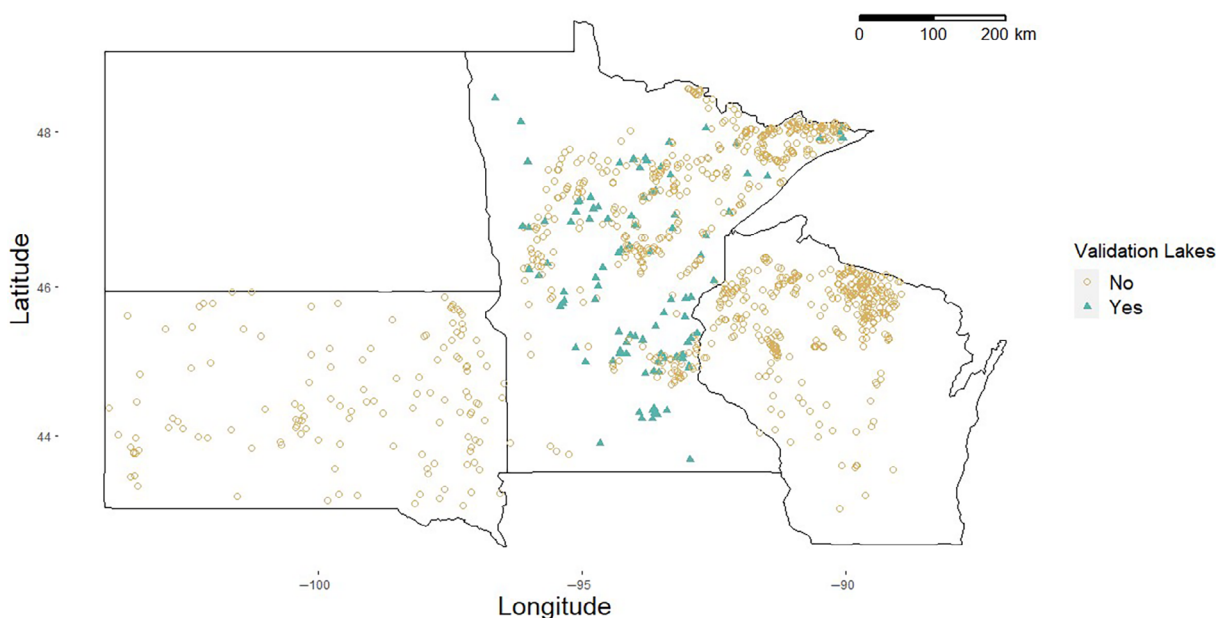 0 100 200 km
48
46
44
Latitude
−100 −95 −90
Longitude
Validation Lakes
No
Yes